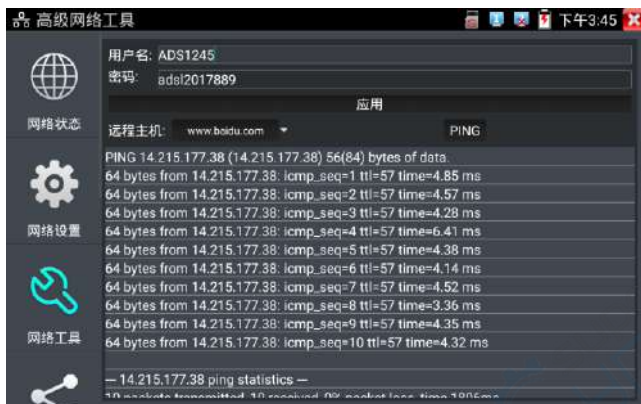 高级网络工具
下午3:45
用户名: ADS1245
密码: adsl2017889
应用
网络状态
远程主机: www.baidu.com PING
PING 14.215.177.38 (14.215.177.38) 56(84) bytes of data.
64 bytes from 14.215.177.38: icmp_seq=1 ttl=57 time=4.85 ms
64 bytes from 14.215.177.38: icmp_seq=2 ttl=57 time=4.57 ms
64 bytes from 14.215.177.38: icmp_seq=3 ttl=57 time=4.28 ms
64 bytes from 14.215.177.38: icmp_seq=4 ttl=57 time=6.41 ms
网络设置
64 bytes from 14.215.177.38: icmp_seq=5 ttl=57 time=4.38 ms
64 bytes from 14.215.177.38: icmp_seq=6 ttl=57 time=4.14 ms
64 bytes from 14.215.177.38: icmp_seq=7 ttl=57 time=4.52 ms
64 bytes from 14.215.177.38: icmp_seq=8 ttl=57 time=3.36 ms
64 bytes from 14.215.177.38: icmp_seq=9 ttl=57 time=4.35 ms
网络工具
64 bytes from 14.215.177.38: icmp_seq=10 ttl=57 time=4.32 ms
— 14.215.177.38 ping statistics —
10 packets transmitted, 10 received, 0% packet loss, time